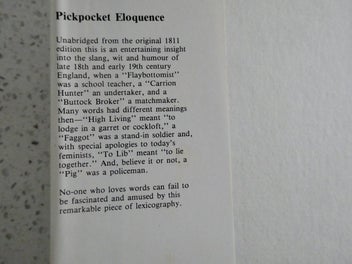 Pickpocket Eloquence
Unabridged from the original 1811
edition this is an entertaining insight
into the slang, wit and humour of
late 18th and early 19th century
England, when a "Flaybottomist"
was a school teacher, a "Carrion
Hunter" an undertaker, and a
"Buttock Broker" a matchmaker.
Many words had different meanings
then—"High Living" meant "to
lodge in a garret or cockloft," a
"Faggot" was a stand-in soldier and,
with special apologies to today's
feminists, "To Lib" meant "to lie
together." And, believe it or not, a
"Pig" was a policeman.
No-one who loves words can fail to
be fascinated and amused by this
remarkable piece of lexicography.